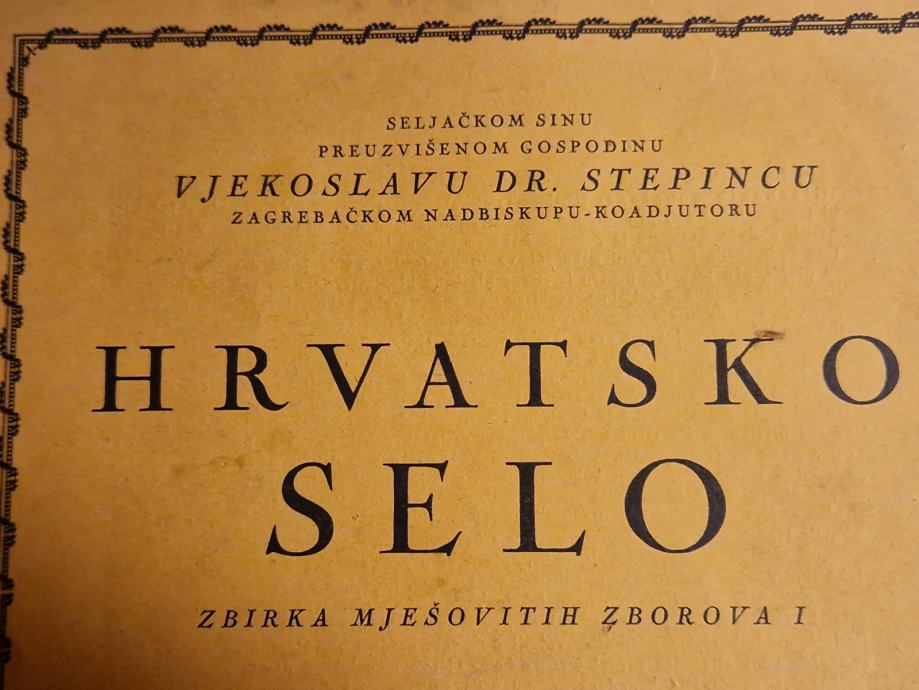 SELJAČKOM SINU
PREUZVIŠENOM GOSPODINU
VJEKOSLAVU DR. STEPINCU
ZAGREBAČKOM NADBISKUPU-KOADJUTORU
HRVATSKO
SELO
ZBIRKA MJEŠOVITIH ZBOROVA I